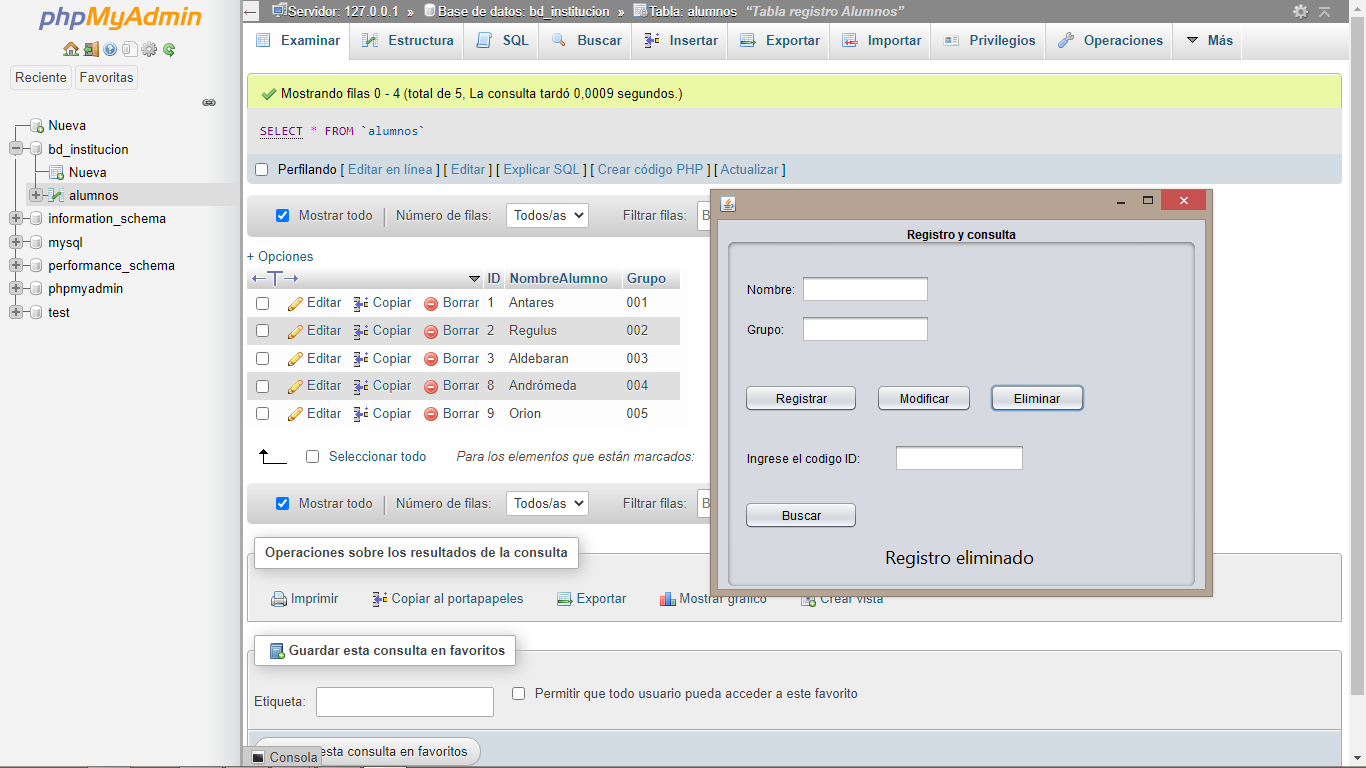 phpMyAdmin
Reciente Favoritas
Nueva
bd_institucion
Nueva
alumnos
information_schema
mysql
performance_schema
phpmyadmin
test
Servidor: 127.0.0.1 » Base de datos: bd_institucion » Tabla: alumnos "Tabla registro Alumnos"
Examinar Estructura SQL Buscar Insertar Exportar Importar Privilegios Operaciones Más
Mostrando filas 0 - 4 (total de 5, La consulta tardó 0,0009 segundos.)
SELECT * FROM `alumnos`
Perfilando [ Editar en línea ] [ Editar ] [ Explicar SQL ] [ Crear código PHP ] [ Actualizar ]
Mostrar todo Número de filas: Todos/as Filtrar filas: B
+ Opciones
←T→ ID NombreAlumno Grupo
Editar Copiar Borrar 1 Antares 001
Editar Copiar Borrar 2 Regulus 002
Editar Copiar Borrar 3 Aldebaran 003
Editar Copiar Borrar 8 Andrómeda 004
Editar Copiar Borrar 9 Orion 005
Seleccionar todo Para los elementos que están marcados:
Mostrar todo Número de filas: Todos/as Filtrar filas: B
Operaciones sobre los resultados de la consulta
Imprimir Copiar al portapapeles Exportar Mostrar gráfico Crear vista
Guardar esta consulta en favoritos
Etiqueta: Permitir que todo usuario pueda acceder a este favorito
esta consulta en favoritos
Consola
Registro y consulta
Nombre:
Grupo:
Registrar Modificar Eliminar
Ingrese el codigo ID:
Buscar
Registro eliminado